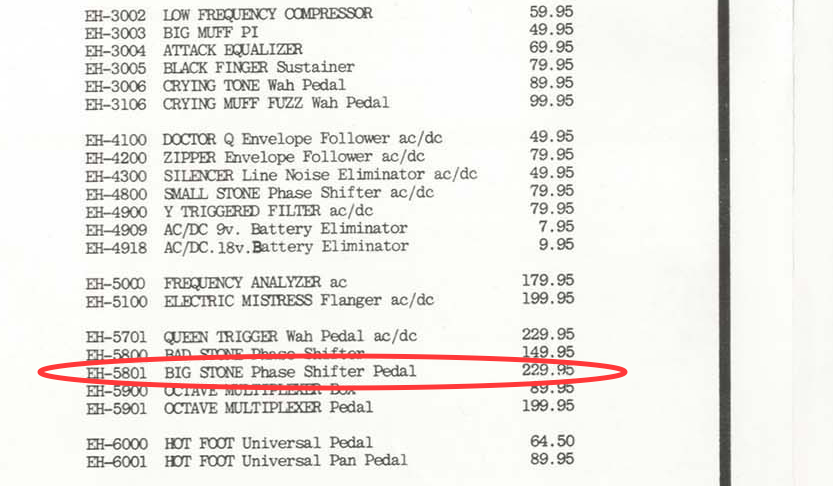 EH-3002 LOW FREQUENCY COMPRESSOR 59.95
EH-3003 BIG MUFF PI 49.95
EH-3004 ATTACK EQUALIZER 69.95
EH-3005 BLACK FINGER Sustainer 79.95
EH-3006 CRYING TONE Wah Pedal 89.95
EH-3106 CRYING MUFF FUZZ Wah Pedal 99.95
EH-4100 DOCTOR Q Envelope Follower ac/dc 49.95
EH-4200 ZIPPER Envelope Follower ac/dc 79.95
EH-4300 SILENCER Line Noise Eliminator ac/dc 49.95
EH-4800 SMALL STONE Phase Shifter ac/dc 79.95
EH-4900 Y TRIGGERED FILTER ac/dc 79.95
EH-4909 AC/DC 9v. Battery Eliminator 7.95
EH-4918 AC/DC.18v.Battery Eliminator 9.95
EH-5000 FREQUENCY ANALYZER ac 179.95
EH-5100 ELECTRIC MISTRESS Flanger ac/dc 199.95
EH-5701 QUEEN TRIGGER Wah Pedal ac/dc 229.95
EH-5800 BAD STONE Phase Shifter 149.95
EH-5801 BIG STONE Phase Shifter Pedal 229.95
EH-5900 OCTAVE MULTIPLEXER Box 89.95
EH-5901 OCTAVE MULTIPLEXER Pedal 199.95
EH-6000 HOT FOOT Universal Pedal 64.50
EH-6001 HOT FOOT Universal Pan Pedal 89.95